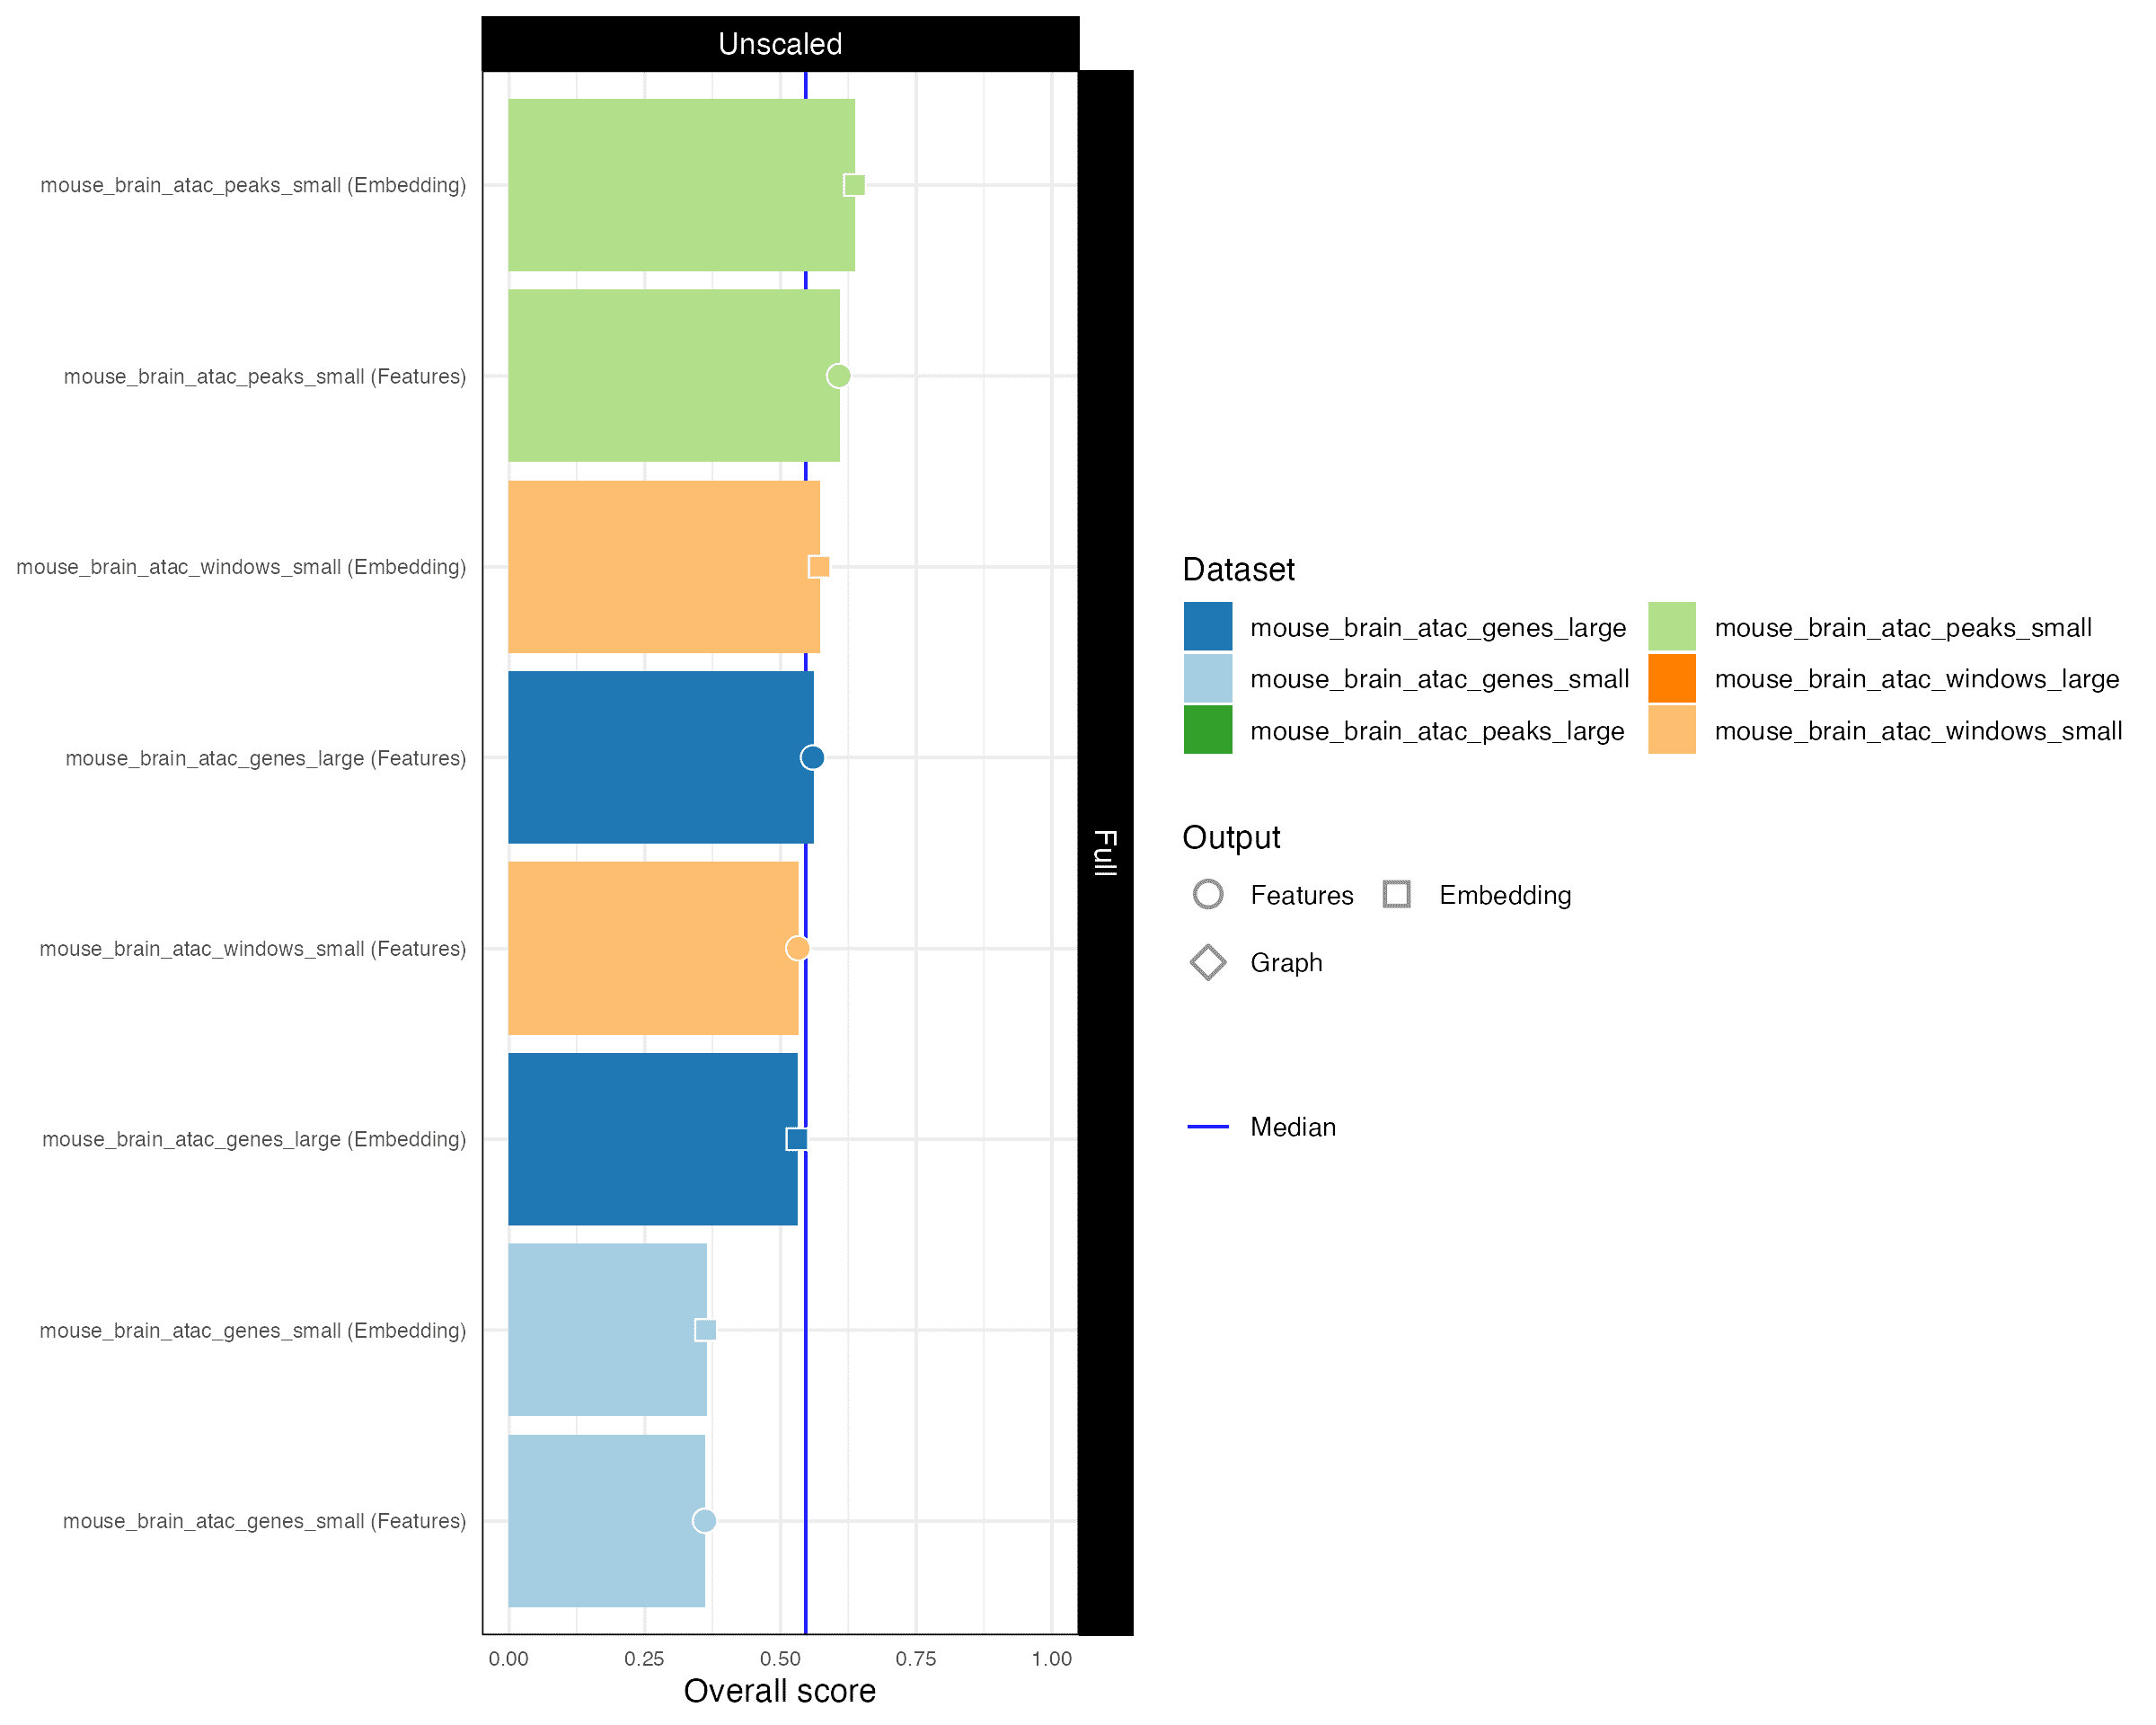 Unscaled
mouse_brain_atac_peaks_small (Embedding)
mouse_brain_atac_peaks_small (Features)
mouse_brain_atac_windows_small (Embedding)
mouse_brain_atac_genes_large (Features)
mouse_brain_atac_windows_small (Features)
mouse_brain_atac_genes_large (Embedding)
mouse_brain_atac_genes_small (Embedding)
mouse_brain_atac_genes_small (Features)
0.00 0.25 0.50 0.75 1.00
Overall score
Full
Dataset
mouse_brain_atac_genes_large mouse_brain_atac_peaks_small
mouse_brain_atac_genes_small mouse_brain_atac_windows_large
mouse_brain_atac_peaks_large mouse_brain_atac_windows_small
Output
Features Embedding
Graph
Median